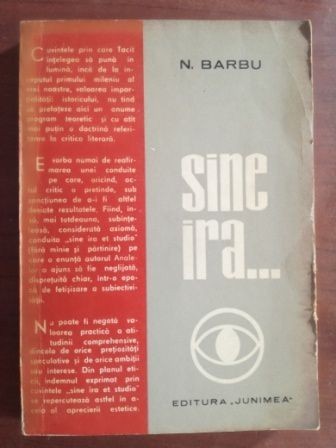 Cuvintele prin care Tacit
înțelegea să pună în
lumină, încă de la în-
ceputul primului mileniu al
erei noastre, valoarea impar-
țialității istoricului, nu tind
să prefațeze aici un anume
program teoretic și cu atît
mai puțin o doctrină referi-
toare la critica literară.
E vorba numai de reafir-
marea unei conduite
pe care, oricînd, ac-
tul critic a pretinde, sub
sancțiunea de a-i fi altfel
deviate rezultatele. Fiind, în-
să, mai totdeauna, subînțe-
leasă, considerată axiomă,
conduita „sine ira et studio"
(fără mînie și părtinire) pe
care o enunță autorul Anale-
lor a ajuns să fie neglijată,
disprețuită chiar, într-o epo-
că de fetișizare a subiectivi-
tății.
Nu poate fi negată va-
loarea practică a ati-
tudinii comprehensive,
dincolo de orice prețiozități
speculative și de orice ambiții
sau interese. Din planul eti-
cii, îndemnul exprimat prin
cuvintele „sine ira et studio"
se repercutează astfel în a-
cela al aprecierii estetice.
N. BARBU
sine
ira...
EDITURA „JUNIMEA"